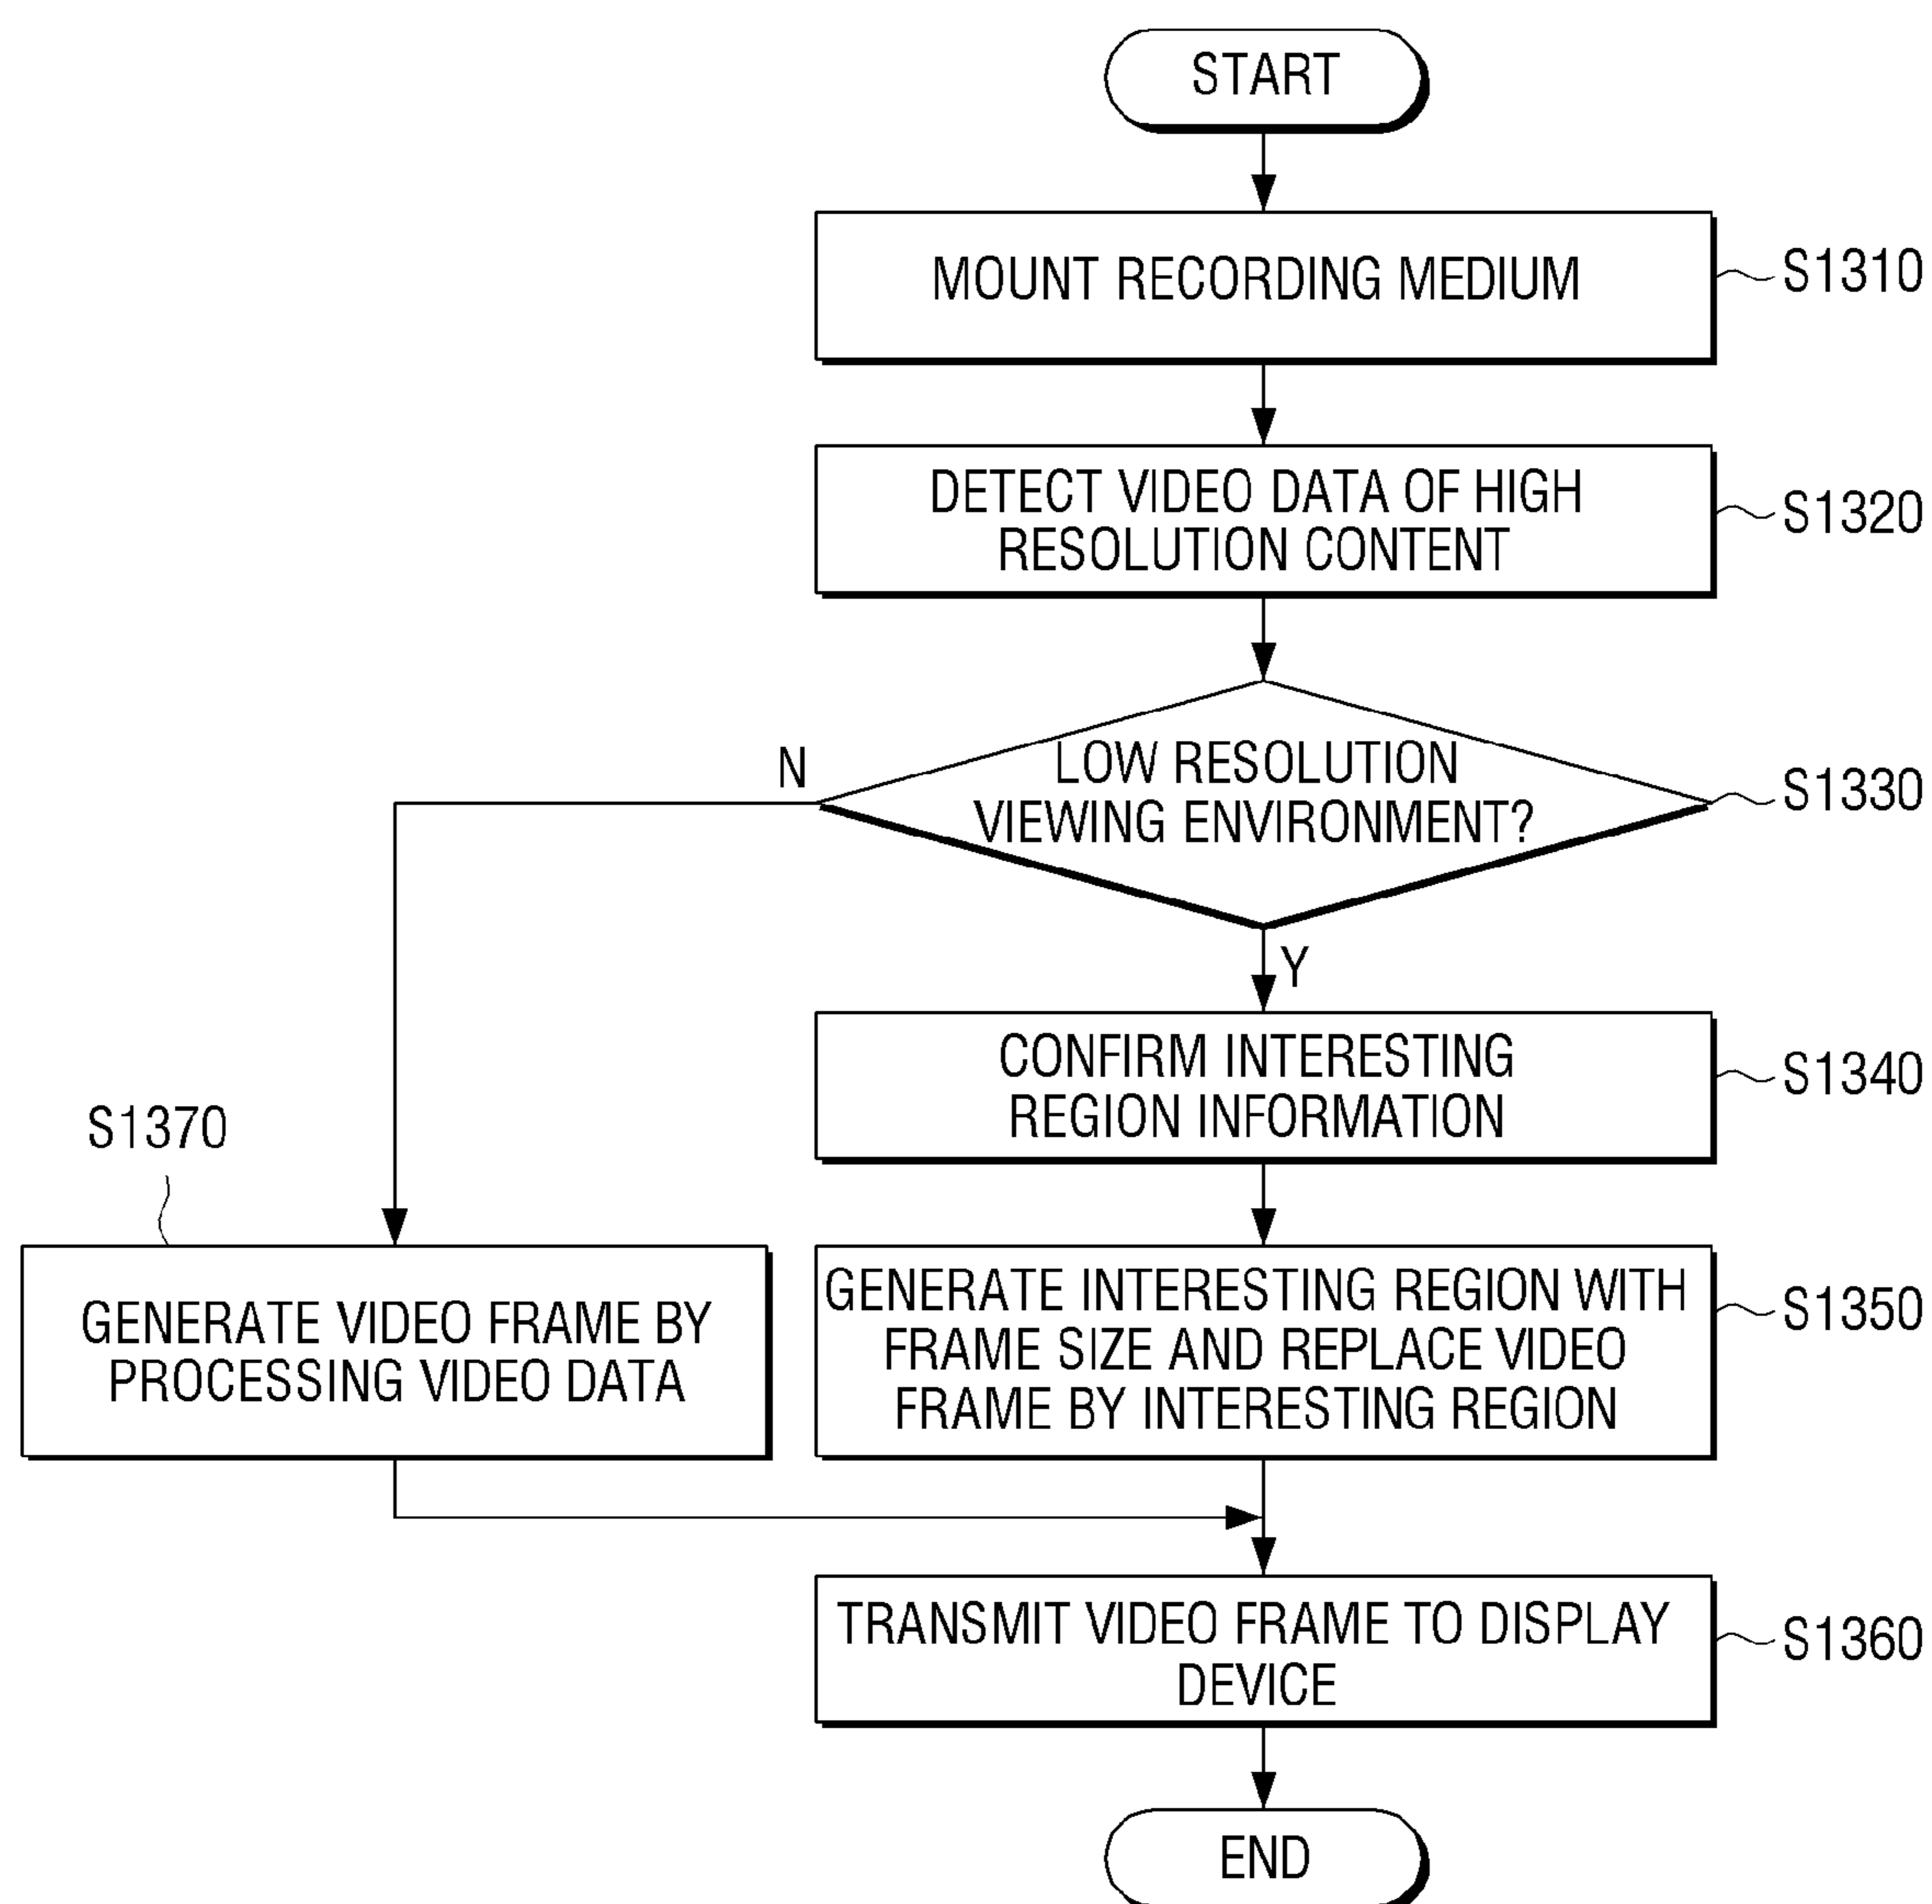 START
MOUNT RECORDING MEDIUM
S1310
DETECT VIDEO DATA OF HIGH
RESOLUTION CONTENT
S1320
LOW RESOLUTION
VIEWING ENVIRONMENT?
S1330
N
Y
CONFIRM INTERESTING
REGION INFORMATION
S1340
S1370
GENERATE VIDEO FRAME BY
PROCESSING VIDEO DATA
GENERATE INTERESTING REGION WITH
FRAME SIZE AND REPLACE VIDEO
FRAME BY INTERESTING REGION
S1350
TRANSMIT VIDEO FRAME TO DISPLAY
DEVICE
S1360
END